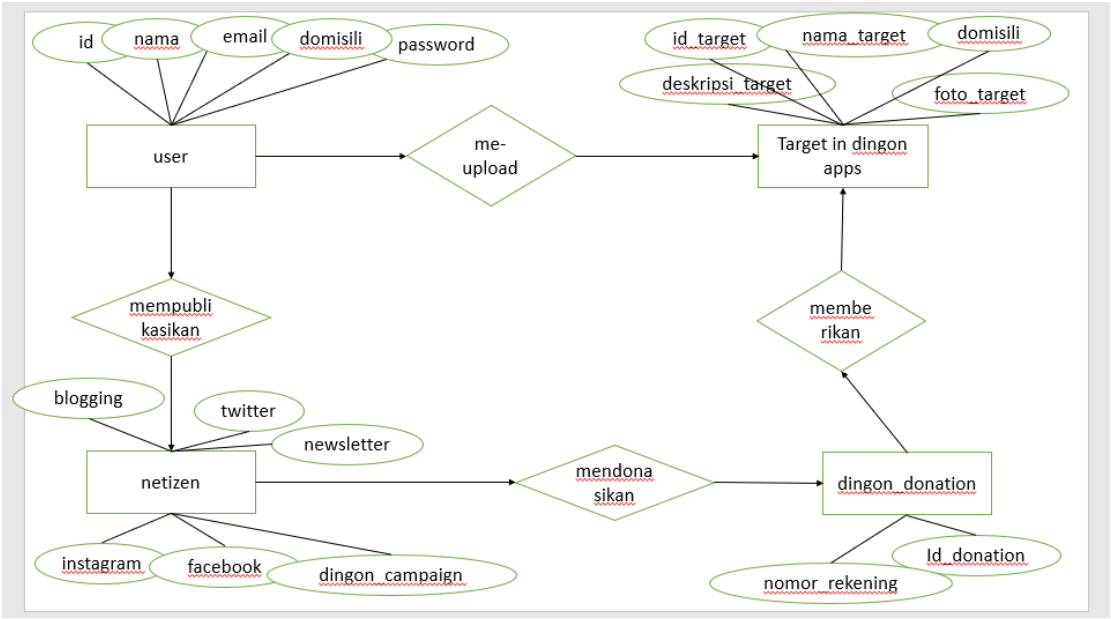 id
nama
email
domisili
password
id_target
nama_target
domisili
deskripsi_target
foto_target
user
me-
upload
Target in dingon
apps
mempubli
kasikan
membe
rikan
blogging
twitter
newsletter
netizen
mendona
sikan
dingon_donation
instagram
facebook
dingon_campaign
Id_donation
nomor_rekening